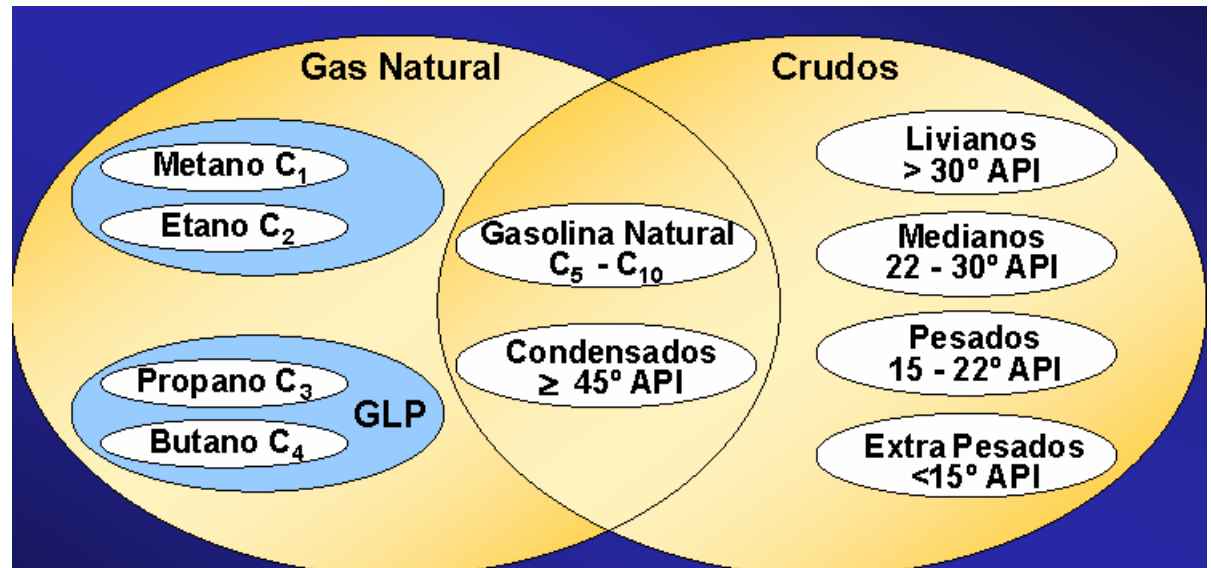 Gas Natural
Metano C₁
Etano C₂
Propano C₃
GLP
Butano C₄
Gasolina Natural
C₅ - C₁₀
Condensados
≥ 45º API
Crudos
Livianos
> 30º API
Medianos
22 - 30º API
Pesados
15 - 22º API
Extra Pesados
<15º API